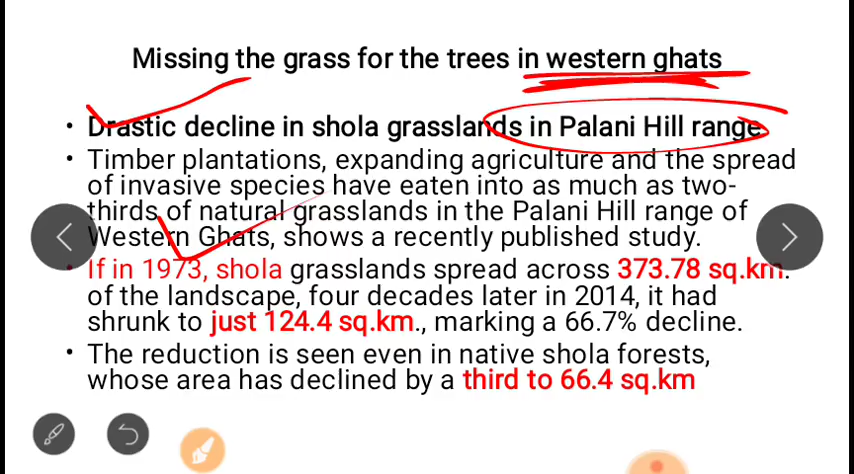 Missing the grass for the trees in western ghats
• Drastic decline in shola grasslands in Palani Hill range
• Timber plantations, expanding agriculture and the spread
of invasive species have eaten into as much as two-
thirds of natural grasslands in the Palani Hill range of
Western Ghats, shows a recently published study.
• If in 1973, shola grasslands spread across 373.78 sq.km.
of the landscape, four decades later in 2014, it had
shrunk to just 124.4 sq.km., marking a 66.7% decline.
• The reduction is seen even in native shola forests,
whose area has declined by a third to 66.4 sq.km